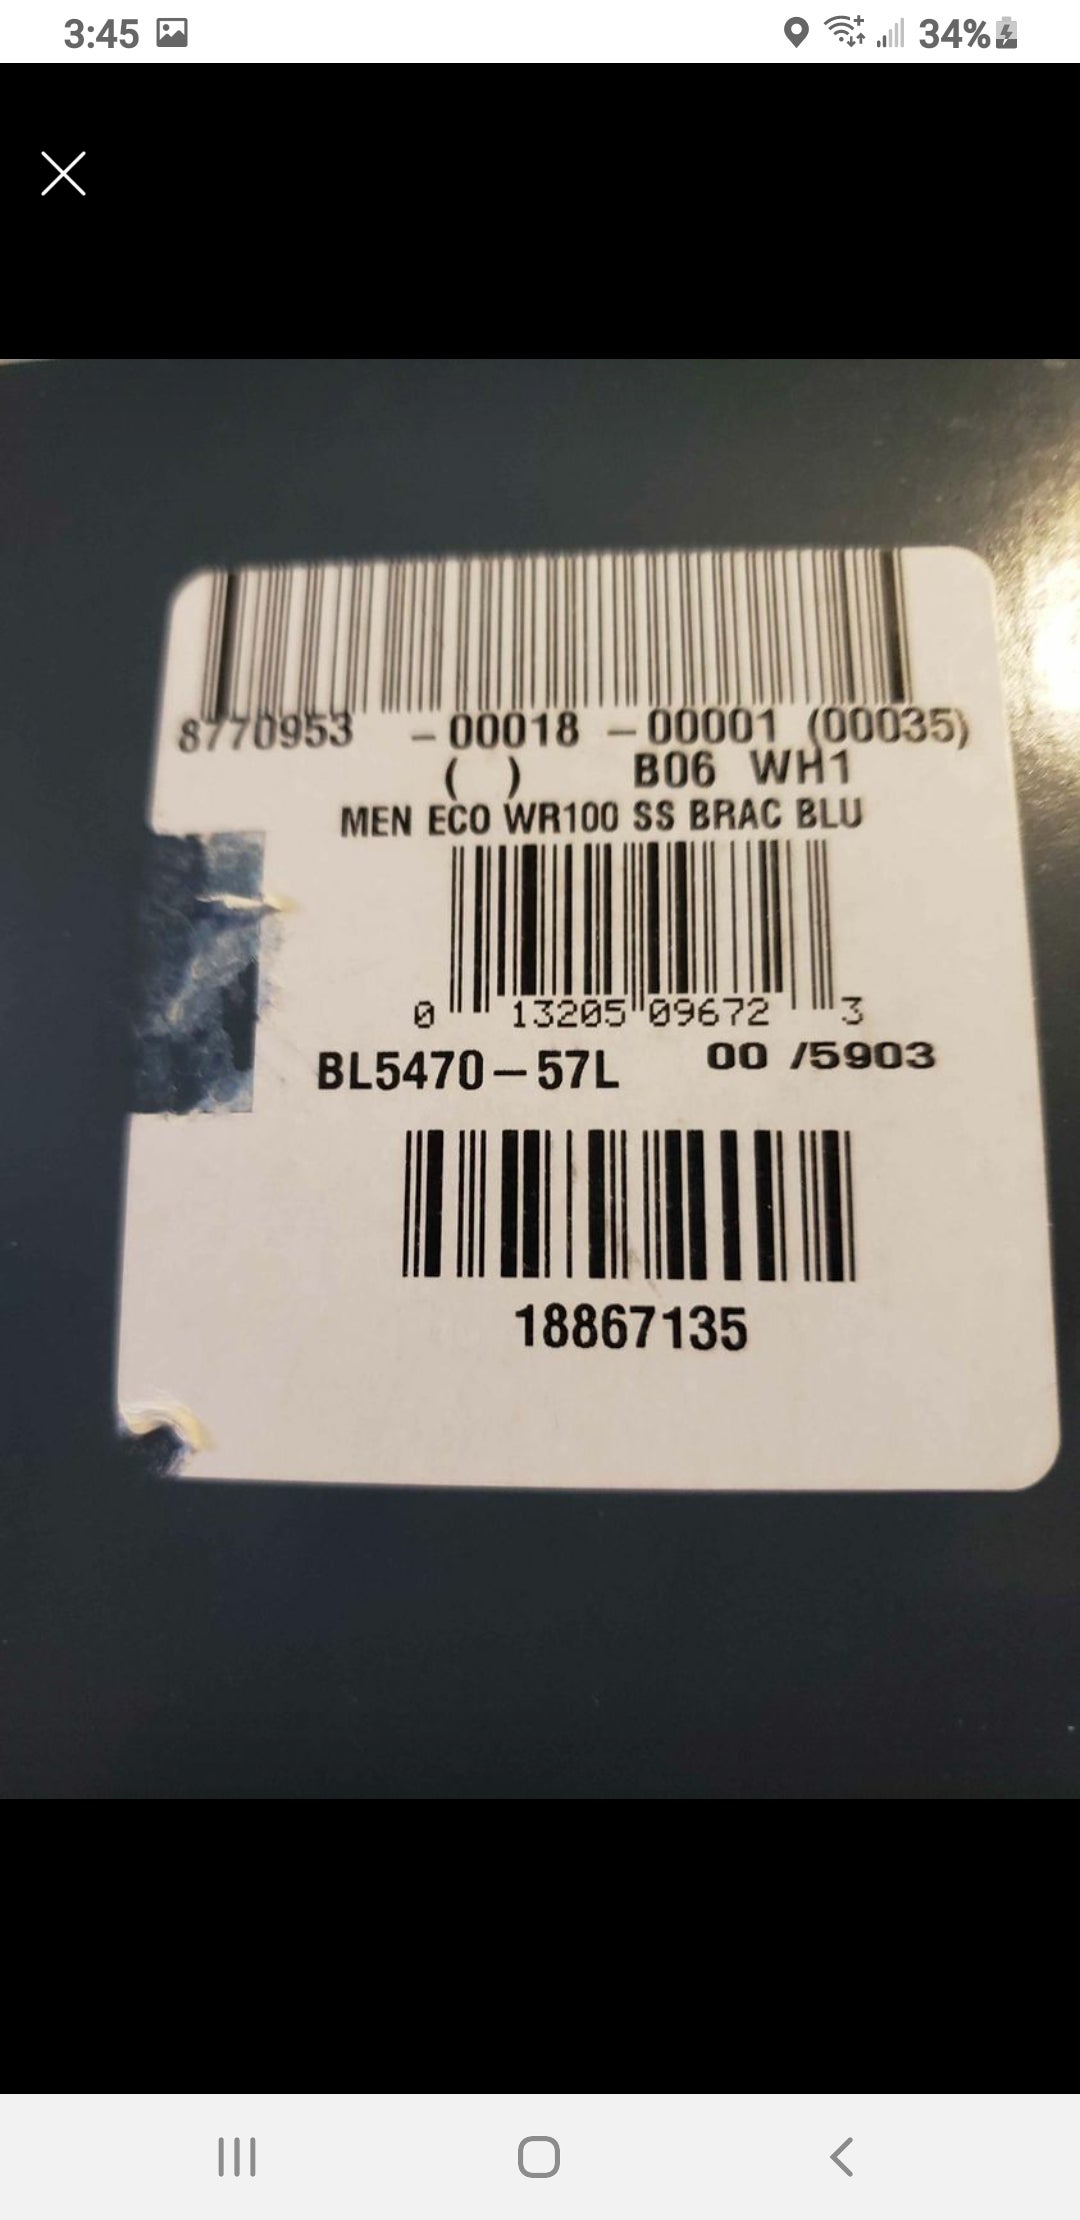 3:45 34%
8770953 -00018 -00001 (00035)
( ) B06 WH1
MEN ECO WR100 SS BRAC BLU
0 13205 09672 3
BL5470-57L 00 /5903
18867135